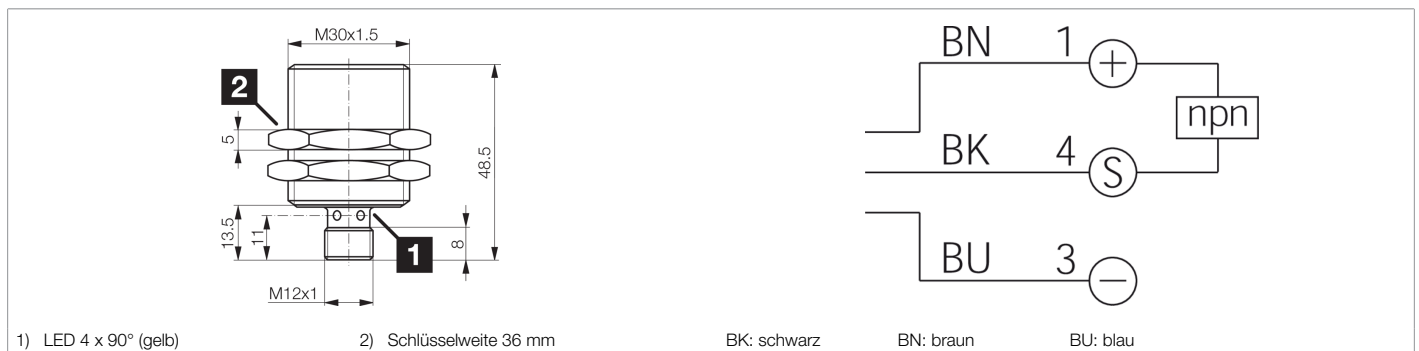 M30x1.5
2
5
48.5
13.5
11
8
1
M12x1
BN 1 +
npn
BK 4 S
BU 3 −
1) LED 4 x 90° (gelb) 2) Schlüsselweite 36 mm BK: schwarz BN: braun BU: blau